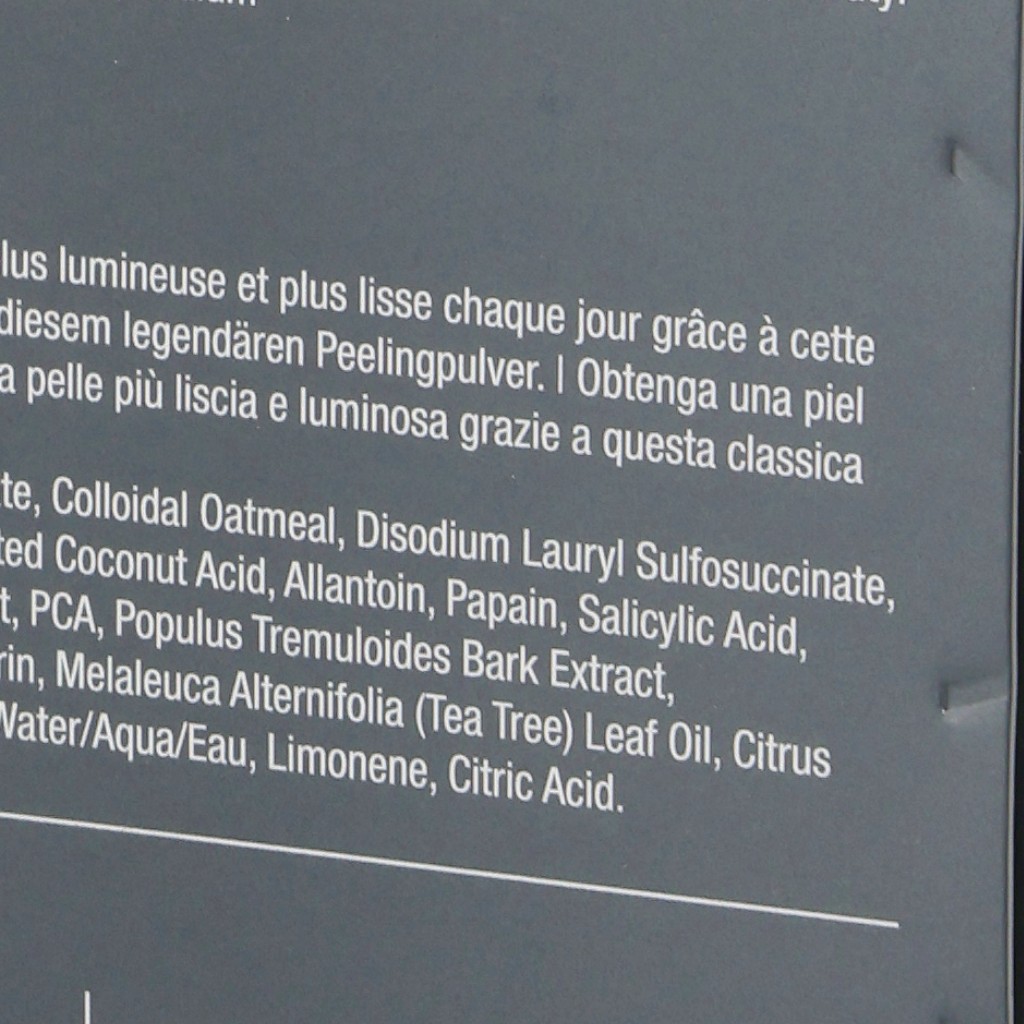 lus lumineuse et plus lisse chaque jour grâce à cette
diesem legendären Peelingpulver. | Obtenga una piel
a pelle più liscia e luminosa grazie a questa classica
te, Colloidal Oatmeal, Disodium Lauryl Sulfosuccinate,
ted Coconut Acid, Allantoin, Papain, Salicylic Acid,
t, PCA, Populus Tremuloides Bark Extract,
rin, Melaleuca Alternifolia (Tea Tree) Leaf Oil, Citrus
Water/Aqua/Eau, Limonene, Citric Acid.